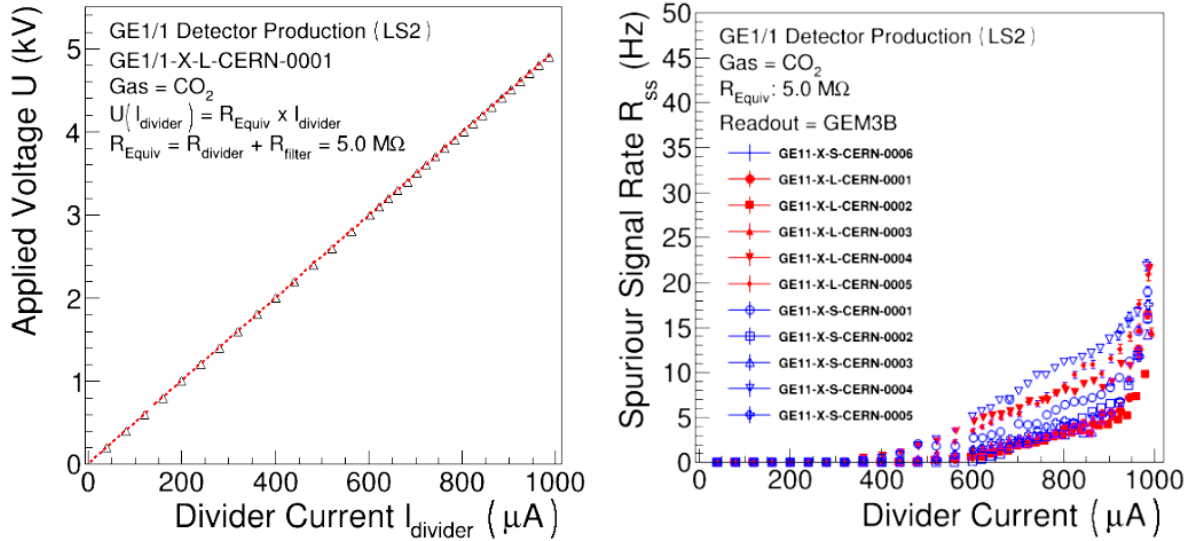 GE1/1 Detector Production (LS2)
GE1/1-X-L-CERN-0001
Gas = CO2
U(Idivider) = REquiv x Idivider
REquiv = Rdivider + Rfilter = 5.0 MΩ
Applied Voltage U (kV)
5
4
3
2
1
0
0 200 400 600 800 1000
Divider Current Idivider (μA)
GE1/1 Detector Production (LS2)
Gas = CO2
REquiv: 5.0 MΩ
Readout = GEM3B
GE11-X-S-CERN-0006
GE11-X-L-CERN-0001
GE11-X-L-CERN-0002
GE11-X-L-CERN-0003
GE11-X-L-CERN-0004
GE11-X-L-CERN-0005
GE11-X-S-CERN-0001
GE11-X-S-CERN-0002
GE11-X-S-CERN-0003
GE11-X-S-CERN-0004
GE11-X-S-CERN-0005
Spuriour Signal Rate Rss (Hz)
50
45
40
35
30
25
20
15
10
5
0
0 200 400 600 800 1000
Divider Current (μA)